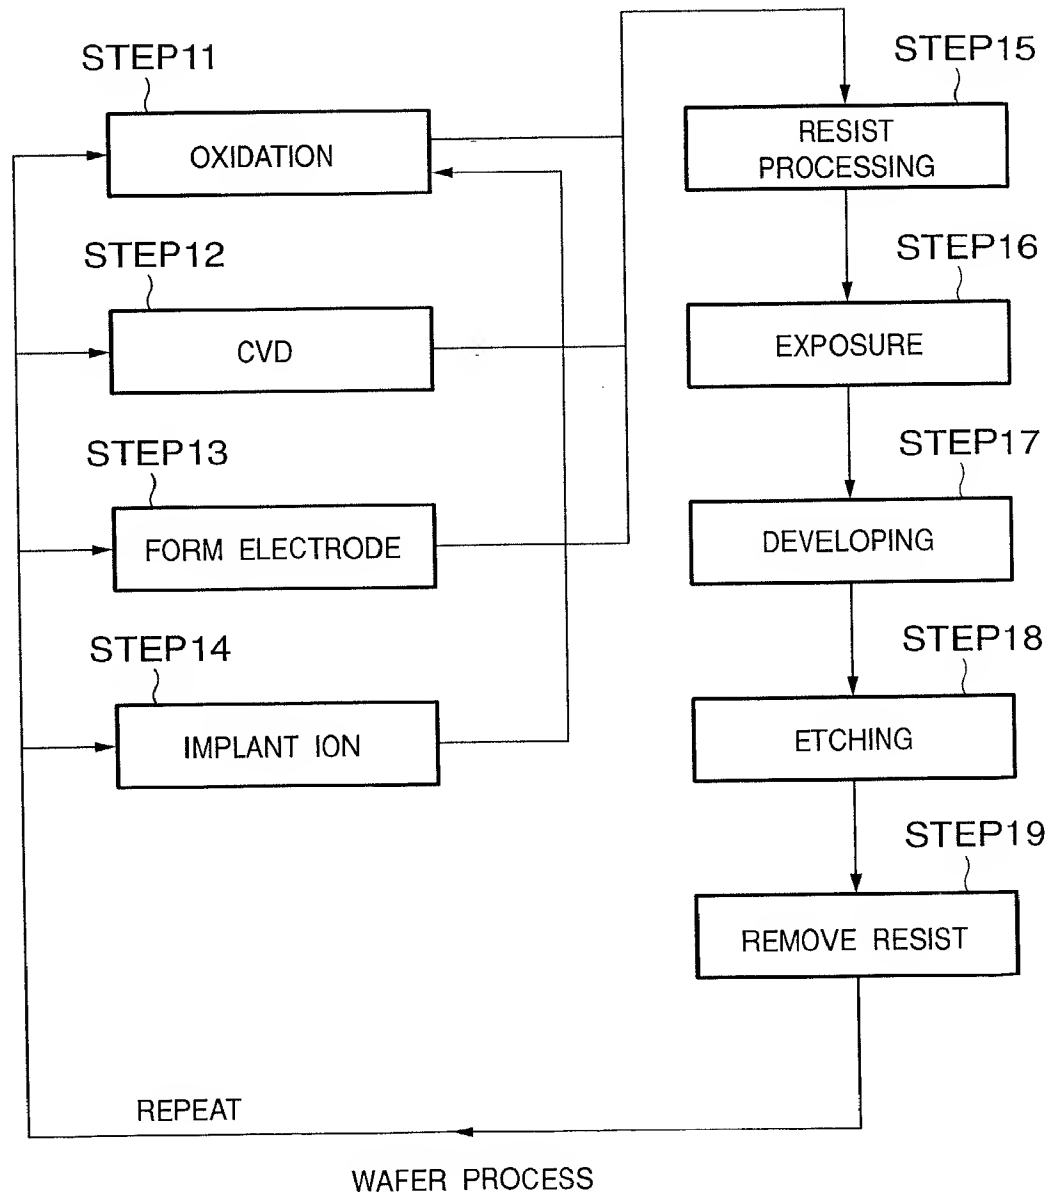 STEP11
OXIDATION
STEP12
CVD
STEP13
FORM ELECTRODE
STEP14
IMPLANT ION
STEP15
RESIST
PROCESSING
STEP16
EXPOSURE
STEP17
DEVELOPING
STEP18
ETCHING
STEP19
REMOVE RESIST
REPEAT
WAFER PROCESS